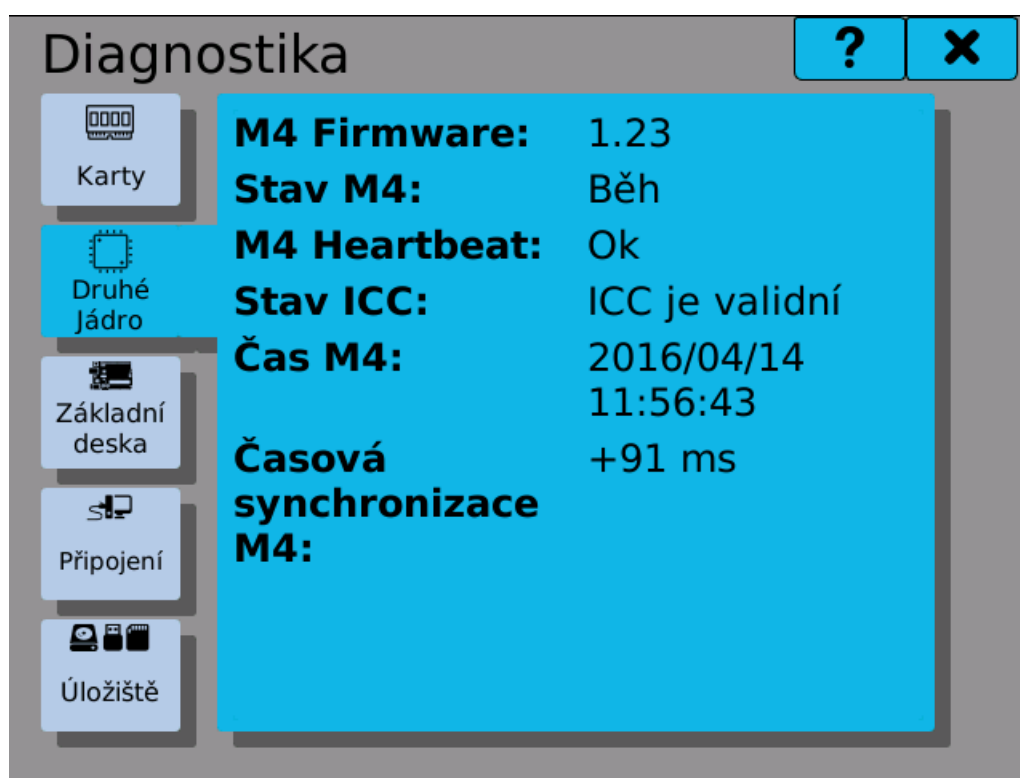 Diagnostika
?
Karty
Druhé
Jádro
Základní
deska
Připojení
Úložiště
M4 Firmware: 1.23
Stav M4: Běh
M4 Heartbeat: Ok
Stav ICC: ICC je validní
Čas M4: 2016/04/14
11:56:43
Časová +91 ms
synchronizace
M4: